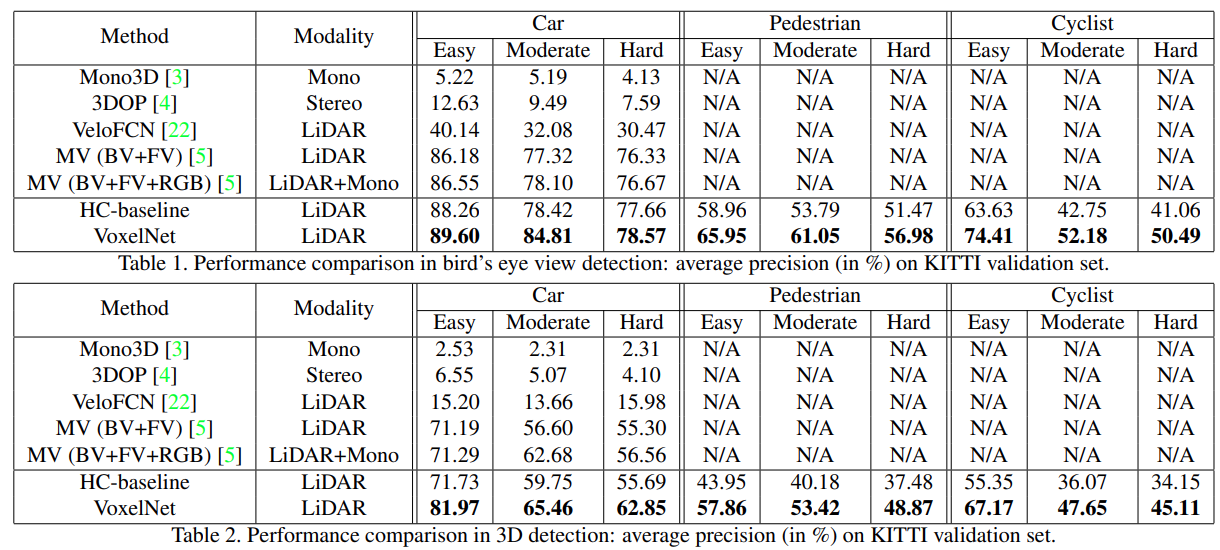 Method Modality Car Pedestrian Cyclist
Easy Moderate Hard Easy Moderate Hard Easy Moderate Hard
Mono3D [3] Mono 5.22 5.19 4.13 N/A N/A N/A N/A N/A N/A
3DOP [4] Stereo 12.63 9.49 7.59 N/A N/A N/A N/A N/A N/A
VeloFCN [22] LiDAR 40.14 32.08 30.47 N/A N/A N/A N/A N/A N/A
MV (BV+FV) [5] LiDAR 86.18 77.32 76.33 N/A N/A N/A N/A N/A N/A
MV (BV+FV+RGB) [5] LiDAR+Mono 86.55 78.10 76.67 N/A N/A N/A N/A N/A N/A
HC-baseline LiDAR 88.26 78.42 77.66 58.96 53.79 51.47 63.63 42.75 41.06
VoxelNet LiDAR 89.60 84.81 78.57 65.95 61.05 56.98 74.41 52.18 50.49
Table 1. Performance comparison in bird's eye view detection: average precision (in %) on KITTI validation set.
Method Modality Car Pedestrian Cyclist
Easy Moderate Hard Easy Moderate Hard Easy Moderate Hard
Mono3D [3] Mono 2.53 2.31 2.31 N/A N/A N/A N/A N/A N/A
3DOP [4] Stereo 6.55 5.07 4.10 N/A N/A N/A N/A N/A N/A
VeloFCN [22] LiDAR 15.20 13.66 15.98 N/A N/A N/A N/A N/A N/A
MV (BV+FV) [5] LiDAR 71.19 56.60 55.30 N/A N/A N/A N/A N/A N/A
MV (BV+FV+RGB) [5] LiDAR+Mono 71.29 62.68 56.56 N/A N/A N/A N/A N/A N/A
HC-baseline LiDAR 71.73 59.75 55.69 43.95 40.18 37.48 55.35 36.07 34.15
VoxelNet LiDAR 81.97 65.46 62.85 57.86 53.42 48.87 67.17 47.65 45.11
Table 2. Performance comparison in 3D detection: average precision (in %) on KITTI validation set.